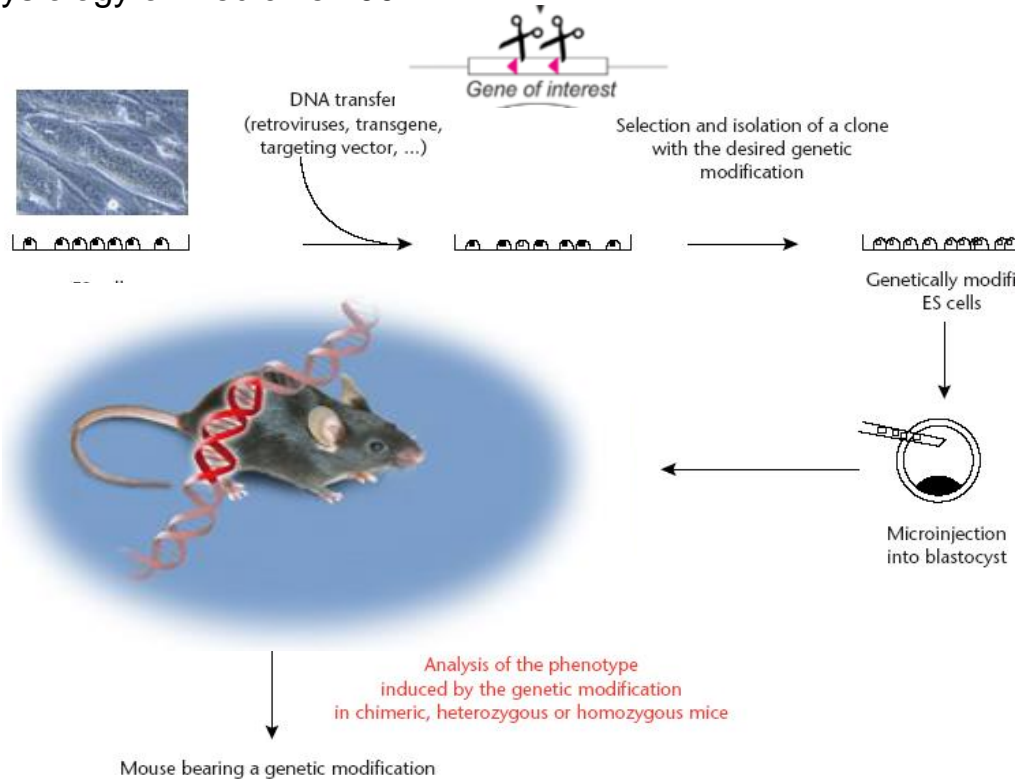 Gene of interest
DNA transfer
(retroviruses, transgene,
targeting vector, ...)
Selection and isolation of a clone
with the desired genetic
modification
Genetically modifi
ES cells
Microinjection
into blastocyst
Analysis of the phenotype
induced by the genetic modification
in chimeric, heterozygous or homozygous mice
Mouse bearing a genetic modification